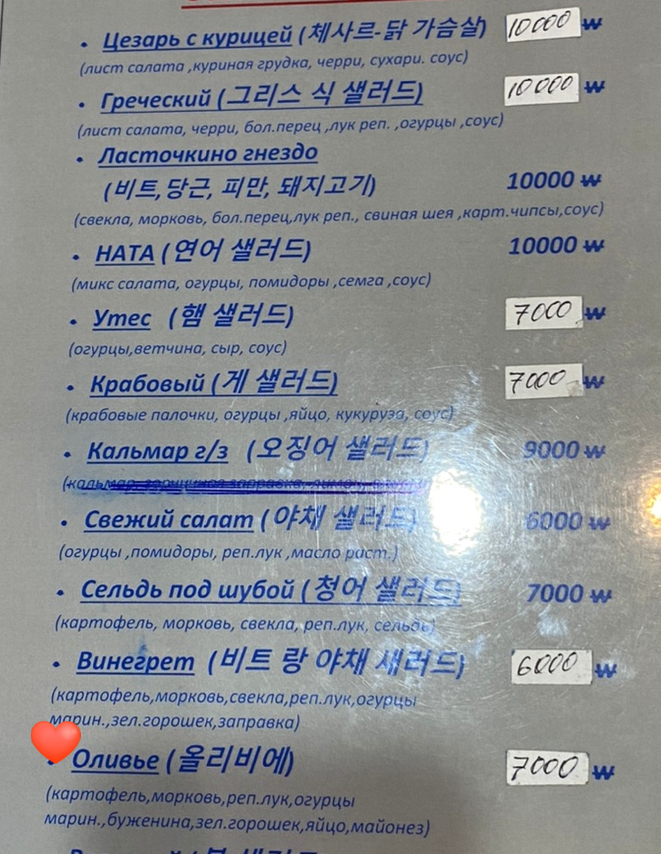 • Цезарь с курицей (체사르-닭 가슴살) 10000 ₩
(лист салата ,куриная грудка, черри, сухари. соус)
• Греческий (그리스 식 샐러드) 10000 ₩
(лист салата, черри, бол.перец ,лук реп. ,огурцы ,соус)
• Ласточкино гнездо
(비트,당근, 피만, 돼지고기) 10000 ₩
(свекла, морковь, бол.перец,лук реп., свиная шея ,карт.чипсы,соус)
• НАТА (연어 샐러드) 10000 ₩
(микс салата, огурцы, помидоры ,семга ,соус)
• Утес (햄 샐러드) 7000 ₩
(огурцы,ветчина, сыр, соус)
• Крабовый (게 샐러드) 7000 ₩
(крабовые палочки, огурцы ,яйцо, кукуруза, соус)
• Кальмар г/з (오징어 샐러드) 9000 ₩
(кальмар, горчичная заправка,
• Свежий салат (야채 샐러드) 6000 ₩
(огурцы ,помидоры, реп.лук ,масло раст.)
• Сельдь под шубой (청어 샐러드) 7000 ₩
(картофель, морковь, свекла, реп.лук, сельдь)
• Винегрет (비트 랑 야채 새러드) 6000 ₩
(картофель,морковь,свекла,реп.лук,огурцы
марин.,зел.горошек,заправка)
• Оливье (올리비에) 7000 ₩
(картофель,морковь,реп.лук,огурцы
марин.,буженина,зел.горошек,яйцо,майонез)